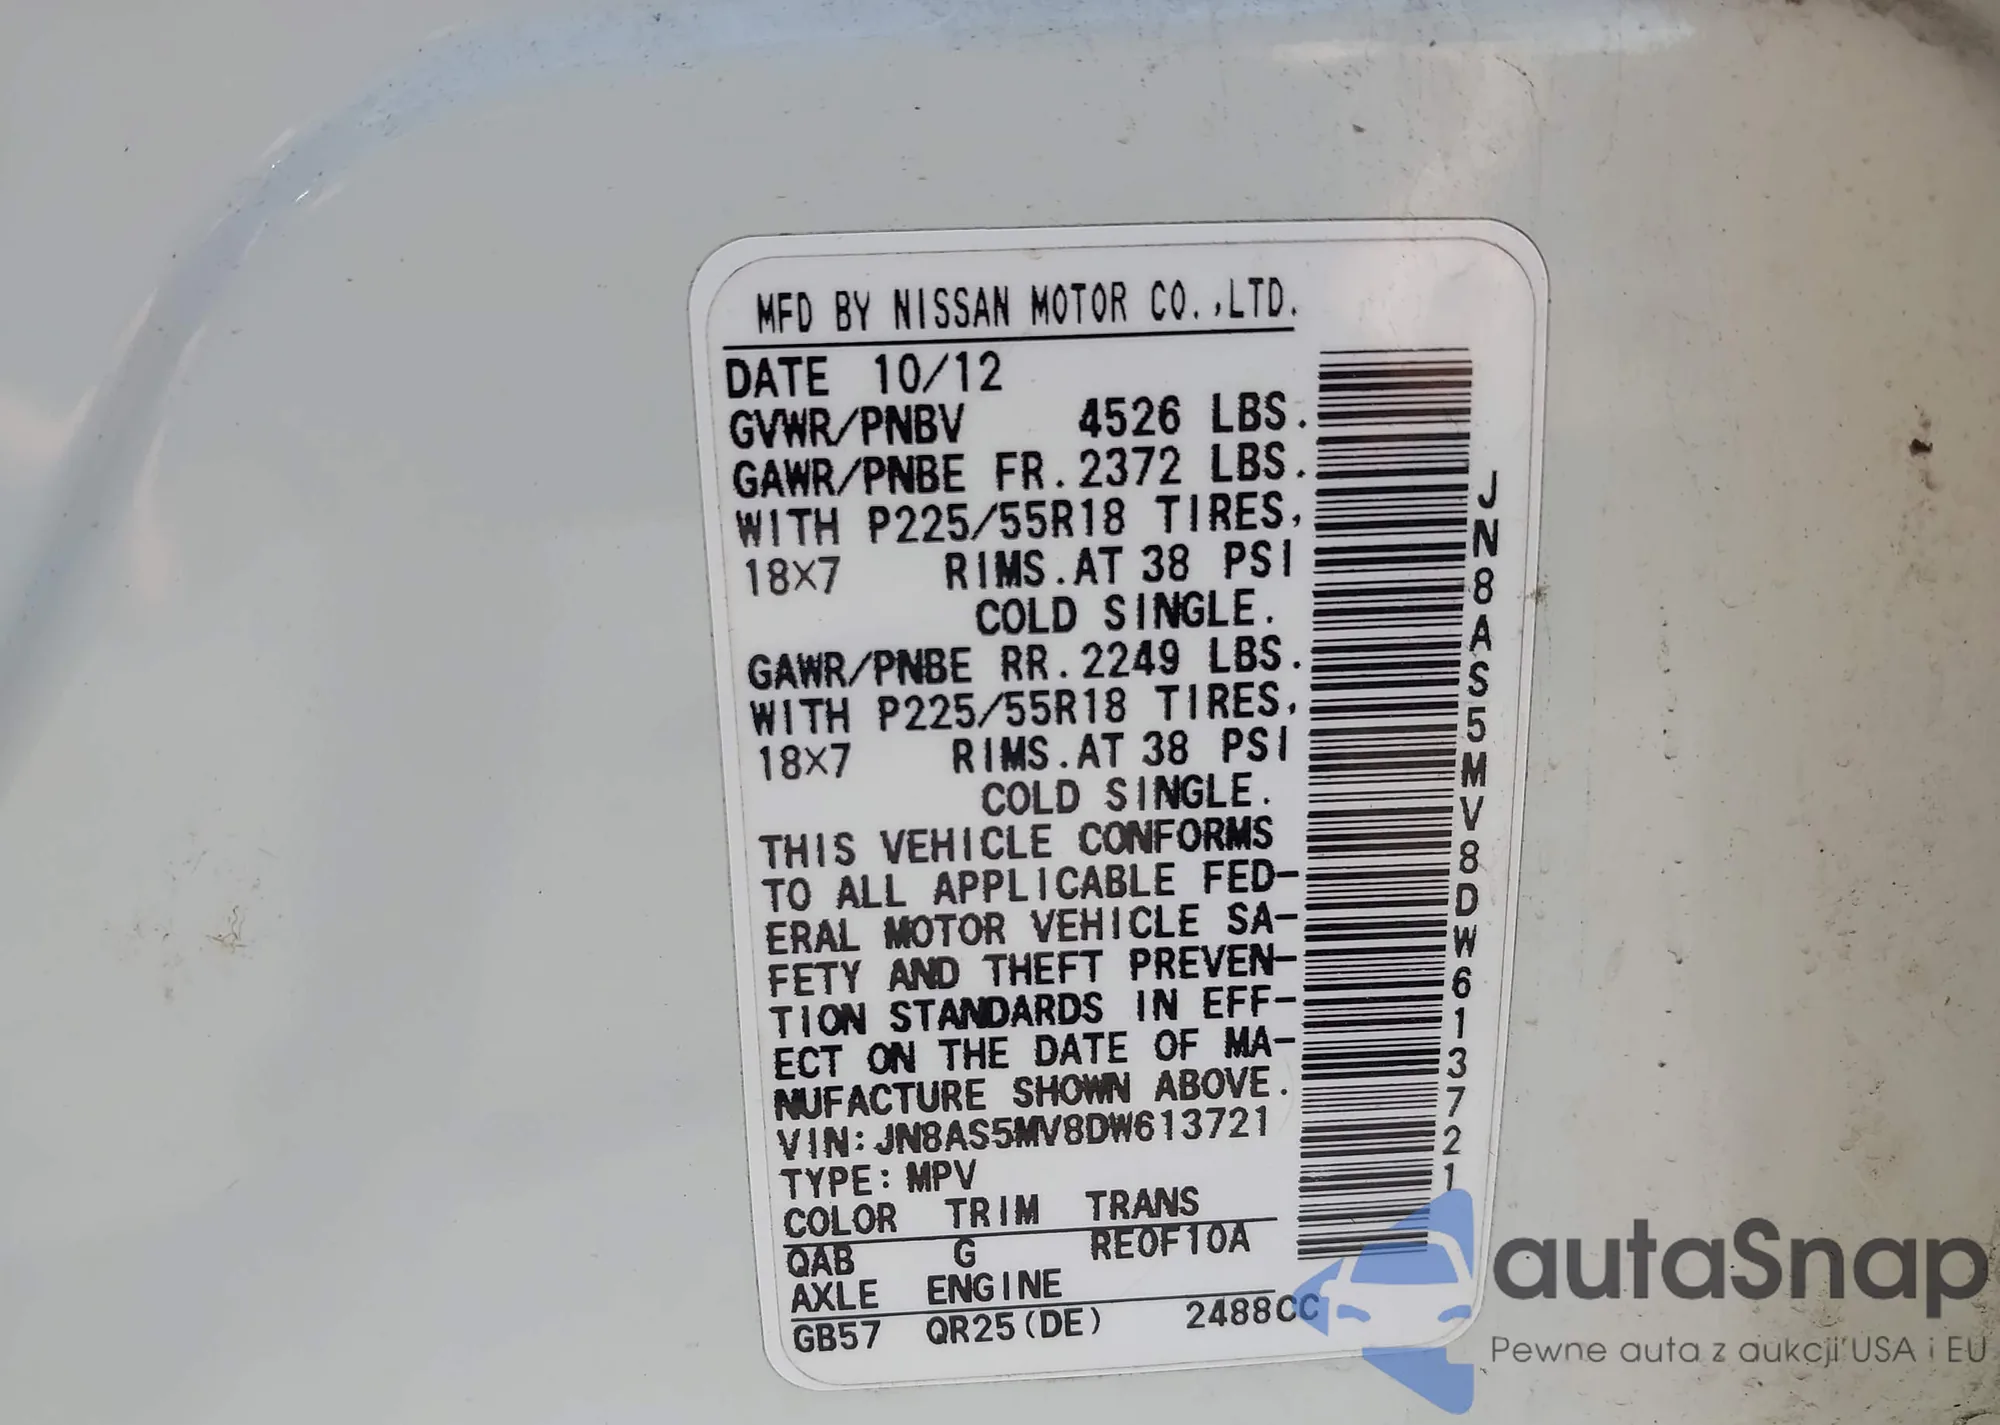 MFD BY NISSAN MOTOR CO.,LTD.
DATE 10/12
GVWR/PNBV 4526 LBS.
GAWR/PNBE FR.2372 LBS.
WITH P225/55R18 TIRES,
18X7 RIMS.AT 38 PSI
COLD SINGLE.
GAWR/PNBE RR.2249 LBS.
WITH P225/55R18 TIRES,
18X7 RIMS.AT 38 PSI
COLD SINGLE.
THIS VEHICLE CONFORMS
TO ALL APPLICABLE FED-
ERAL MOTOR VEHICLE SA-
FETY AND THEFT PREVEN-
TION STANDARDS IN EFF-
ECT ON THE DATE OF MA-
NUFACTURE SHOWN ABOVE.
VIN:JN8AS5MV8DW613721
TYPE:MPV
COLOR TRIM TRANS
QAB G RE0F10A
AXLE ENGINE
GB57 QR25(DE) 2488CC
JN8AS5MV8DW613721
autaSnap
Pewne auta z aukcji USA i EU